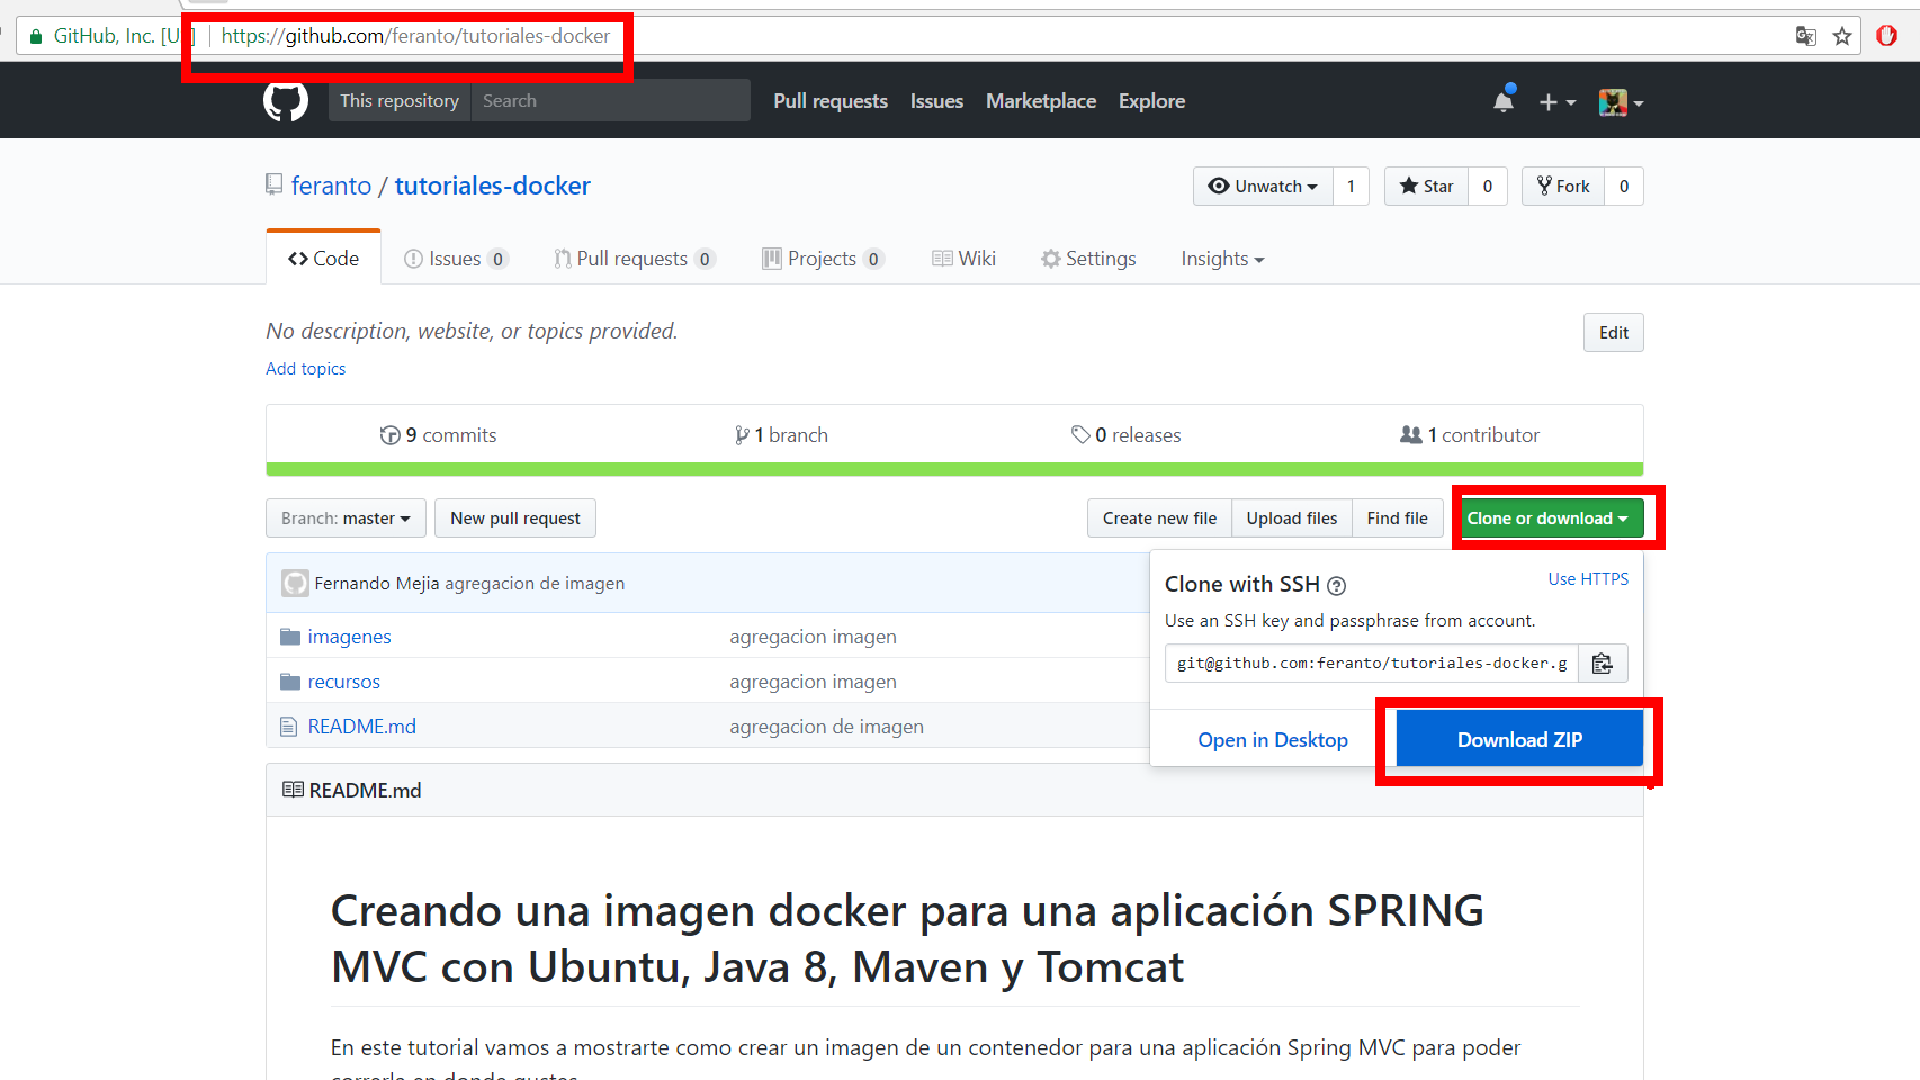 GitHub, Inc. [U ] | https://github.com/feranto/tutoriales-docker
This repository Search Pull requests Issues Marketplace Explore
feranto / tutoriales-docker Unwatch 1 Star 0 Fork 0
Code Issues 0 Pull requests 0 Projects 0 Wiki Settings Insights
No description, website, or topics provided. Edit
Add topics
9 commits 1 branch 0 releases 1 contributor
Branch: master New pull request Create new file Upload files Find file Clone or download
Fernando Mejia agregacion de imagen
imagenes agregacion imagen
recursos agregacion imagen
README.md agregacion de imagen
Clone with SSH ? Use HTTPS
Use an SSH key and passphrase from account.
git@github.com:feranto/tutoriales-docker.g
Open in Desktop Download ZIP
README.md
Creando una imagen docker para una aplicación SPRING
MVC con Ubuntu, Java 8, Maven y Tomcat
En este tutorial vamos a mostrarte como crear un imagen de un contenedor para una aplicación Spring MVC para poder